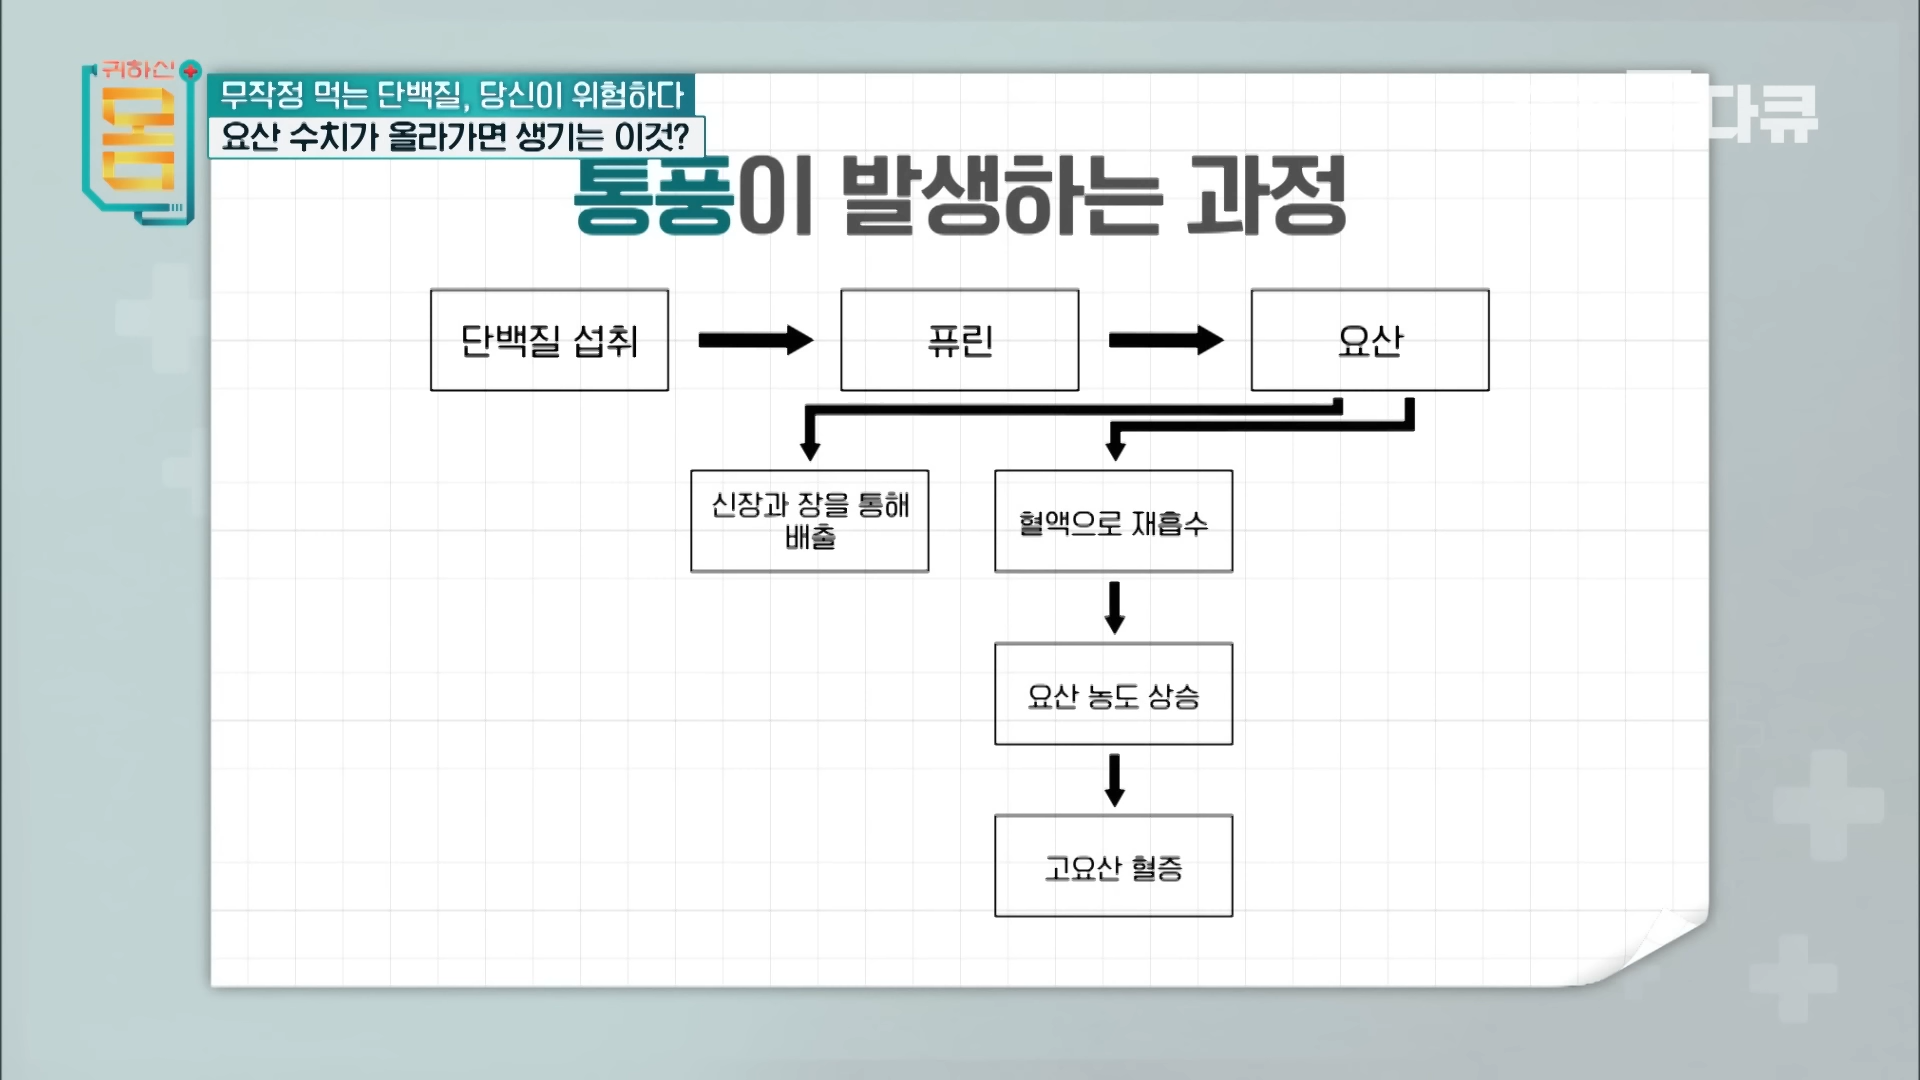 귀하신
몸
무작정 먹는 단백질, 당신이 위험하다
요산 수치가 올라가면 생기는 이것?
다큐
통풍이 발생하는 과정
단백질 섭취
퓨린
요산
신장과 장을 통해
배출
혈액으로 재흡수
요산 농도 상승
고요산 혈증